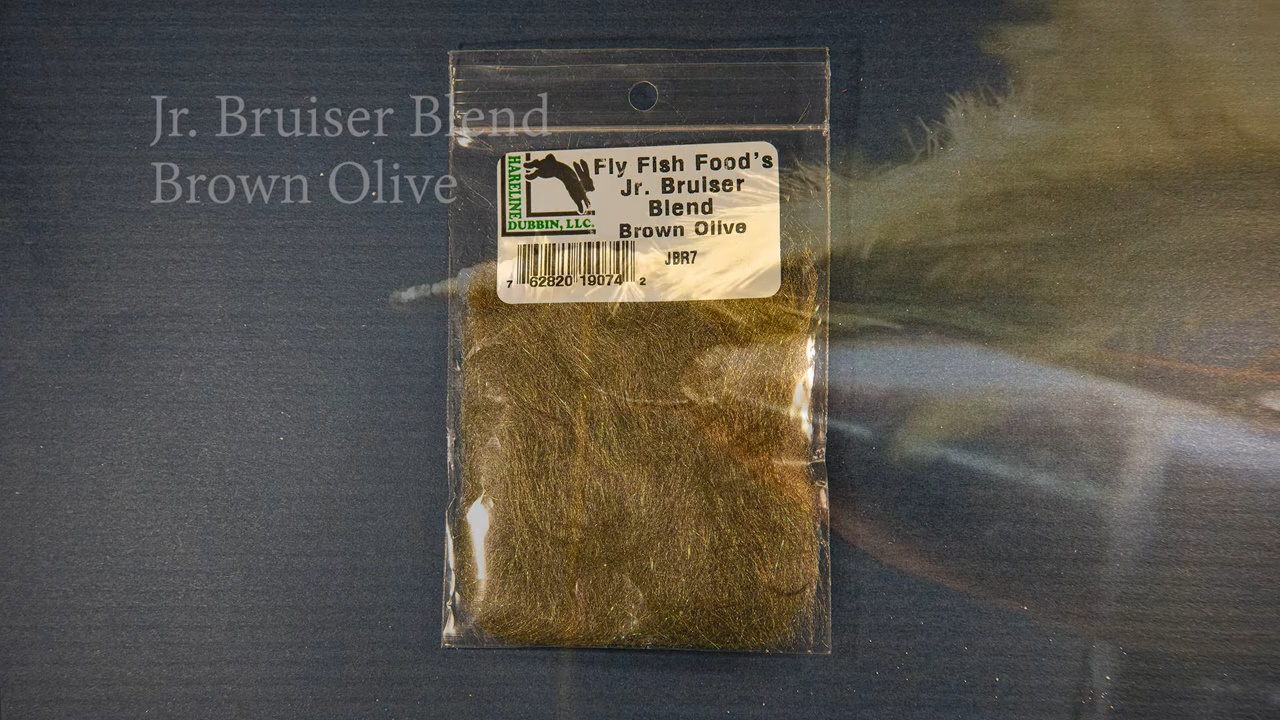 Jr. Bruiser Blend
Brown Olive
HARELINE
DUBBIN, LLC.
Fly Fish Food's
Jr. Bruiser
Blend
Brown Olive
JBR7
7 62820 19074 2